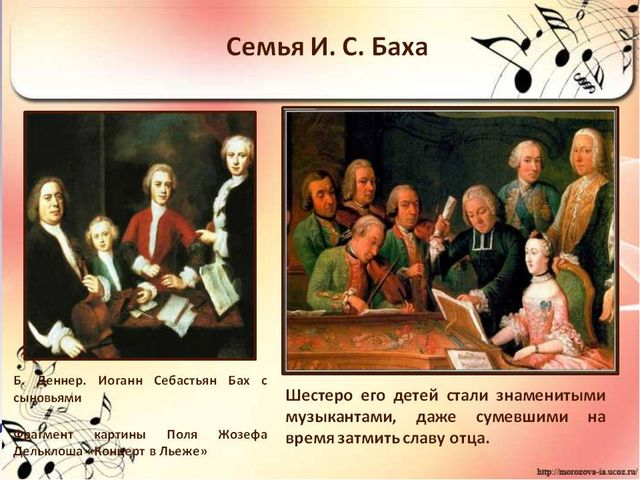 Семья И. С. Баха
Б. Деннер. Иоганн Себастьян Бах с
сыновьями
Фрагмент картины Поля Жозефа
Дельклоша «Концерт в Льеже»
Шестеро его детей стали знаменитыми
музыкантами, даже сумевшими на
время затмить славу отца.
http://morozova-ia.ucoz.ru/